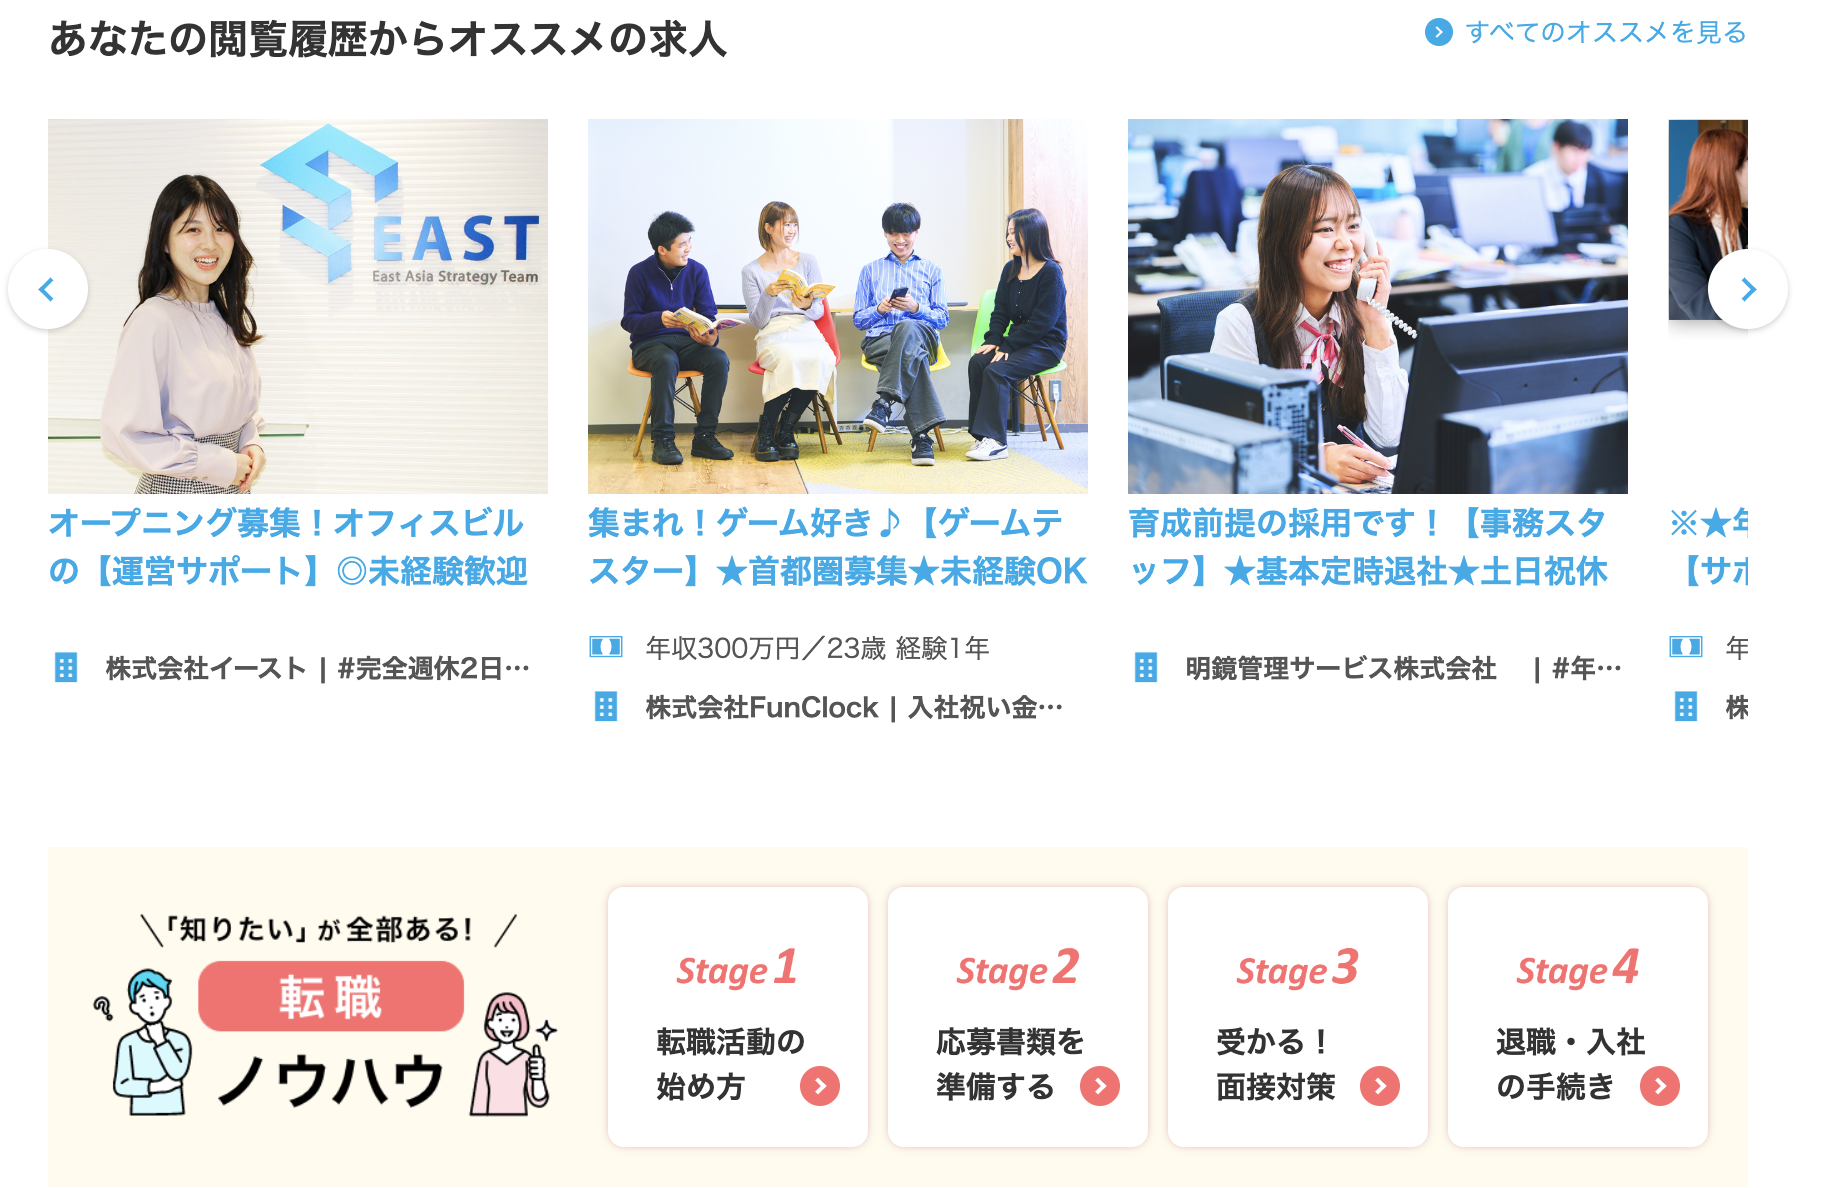 あなたの閲覧履歴からオススメの求人
すべてのオススメを見る
EAST
East Asia Strategy Team
オープニング募集！オフィスビル
の【運営サポート】◎未経験歓迎
株式会社イースト | #完全週休2日…
集まれ！ゲーム好き♪【ゲームテ
スター】★首都圏募集★未経験OK
年収300万円／23歳 経験1年
株式会社FunClock | 入社祝い金…
育成前提の採用です！【事務スタ
ッフ】★基本定時退社★土日祝休
明鏡管理サービス株式会社　| #年…
※★年
【サポ
年
株
「知りたい」が全部ある！
転職
ノウハウ
Stage 1
転職活動の
始め方
Stage 2
応募書類を
準備する
Stage 3
受かる！
面接対策
Stage 4
退職・入社
の手続き